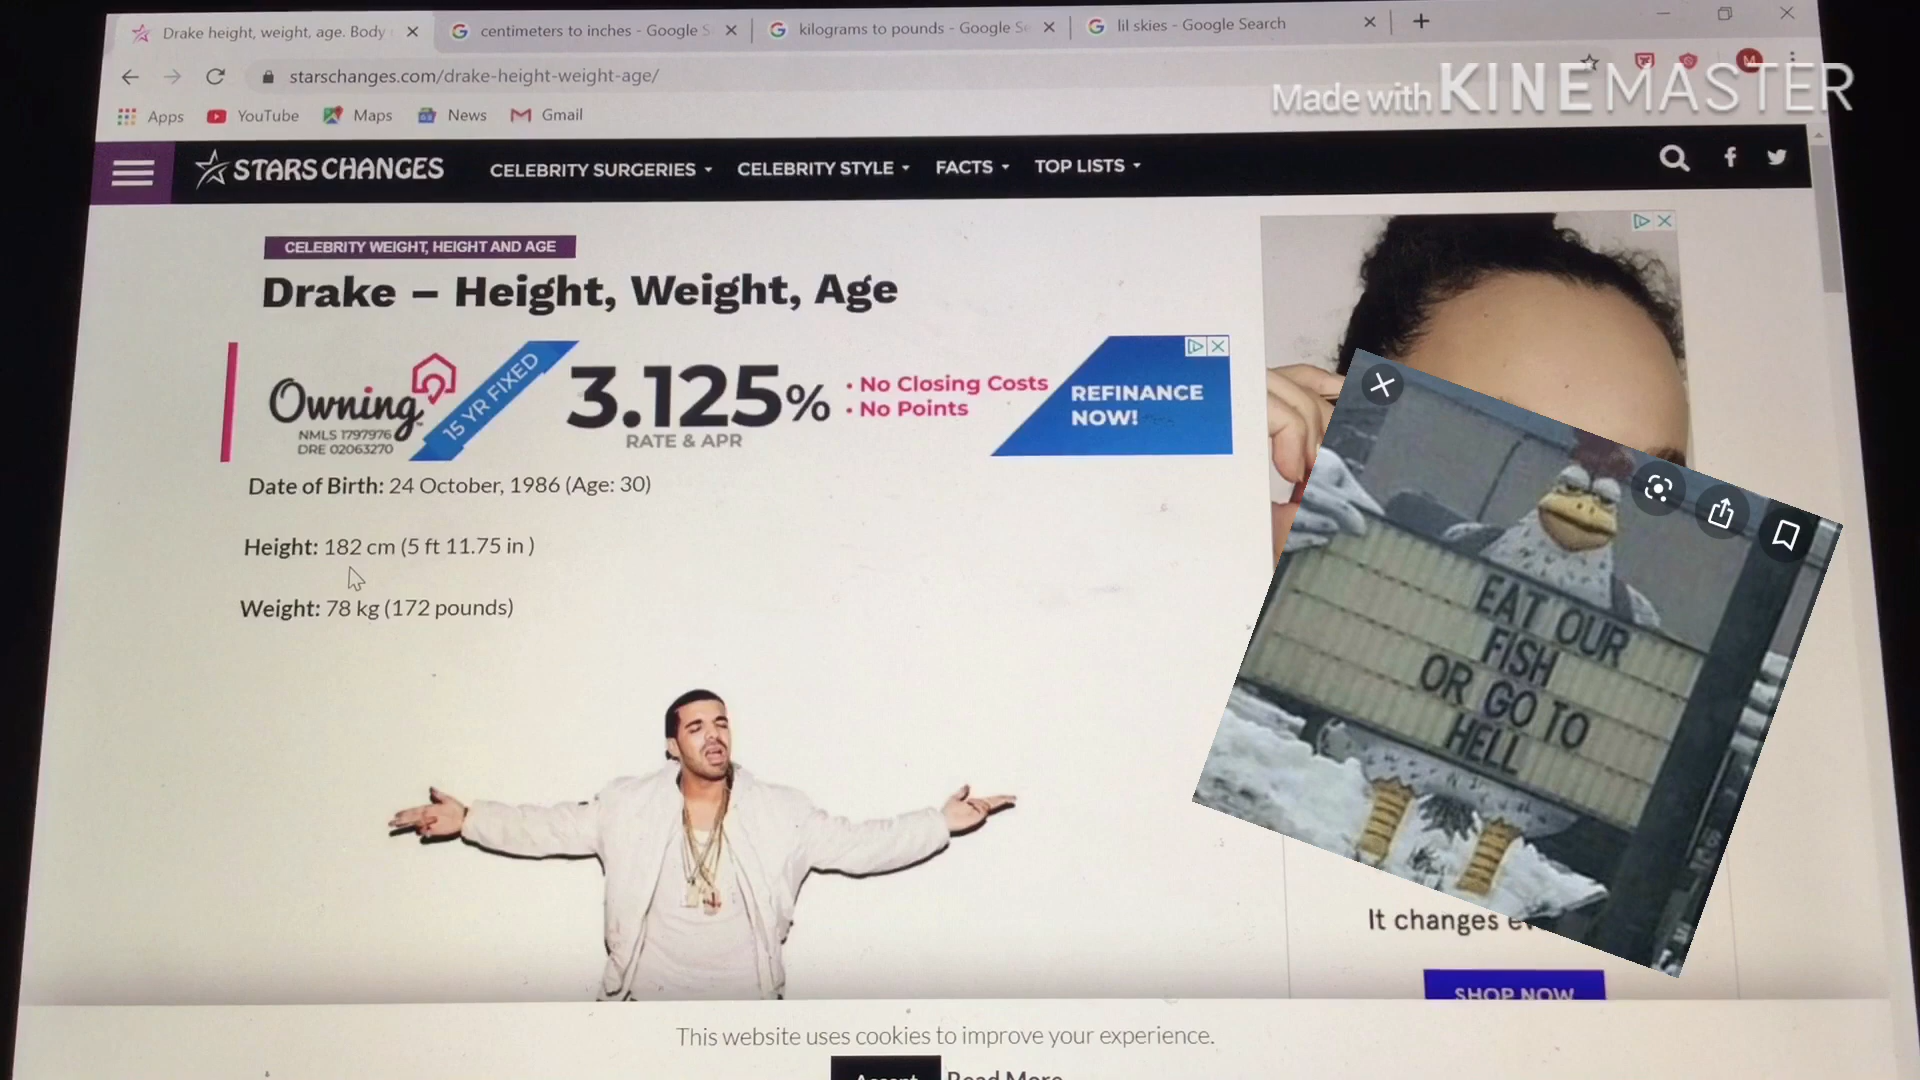 Drake height, weight, age. Body
centimeters to inches - Google S
kilograms to pounds - Google Se
lil skies - Google Search
starschanges.com/drake-height-weight-age/
M
Made with KINEMASTER
Apps
YouTube
Maps
News
Gmail
STARS CHANGES
CELEBRITY SURGERIES
CELEBRITY STYLE
FACTS
TOP LISTS
CELEBRITY WEIGHT, HEIGHT AND AGE
Drake – Height, Weight, Age
Owning
NMLS 1797976
DRE 02063270
15 YR FIXED
3.125%
RATE & APR
• No Closing Costs
• No Points
REFINANCE
NOW!
Date of Birth: 24 October, 1986 (Age: 30)
Height: 182 cm (5 ft 11.75 in )
Weight: 78 kg (172 pounds)
EAT OUR
FISH
OR GO TO
HELL
It changes
SHOP NOW
This website uses cookies to improve your experience.
Accept
Read More